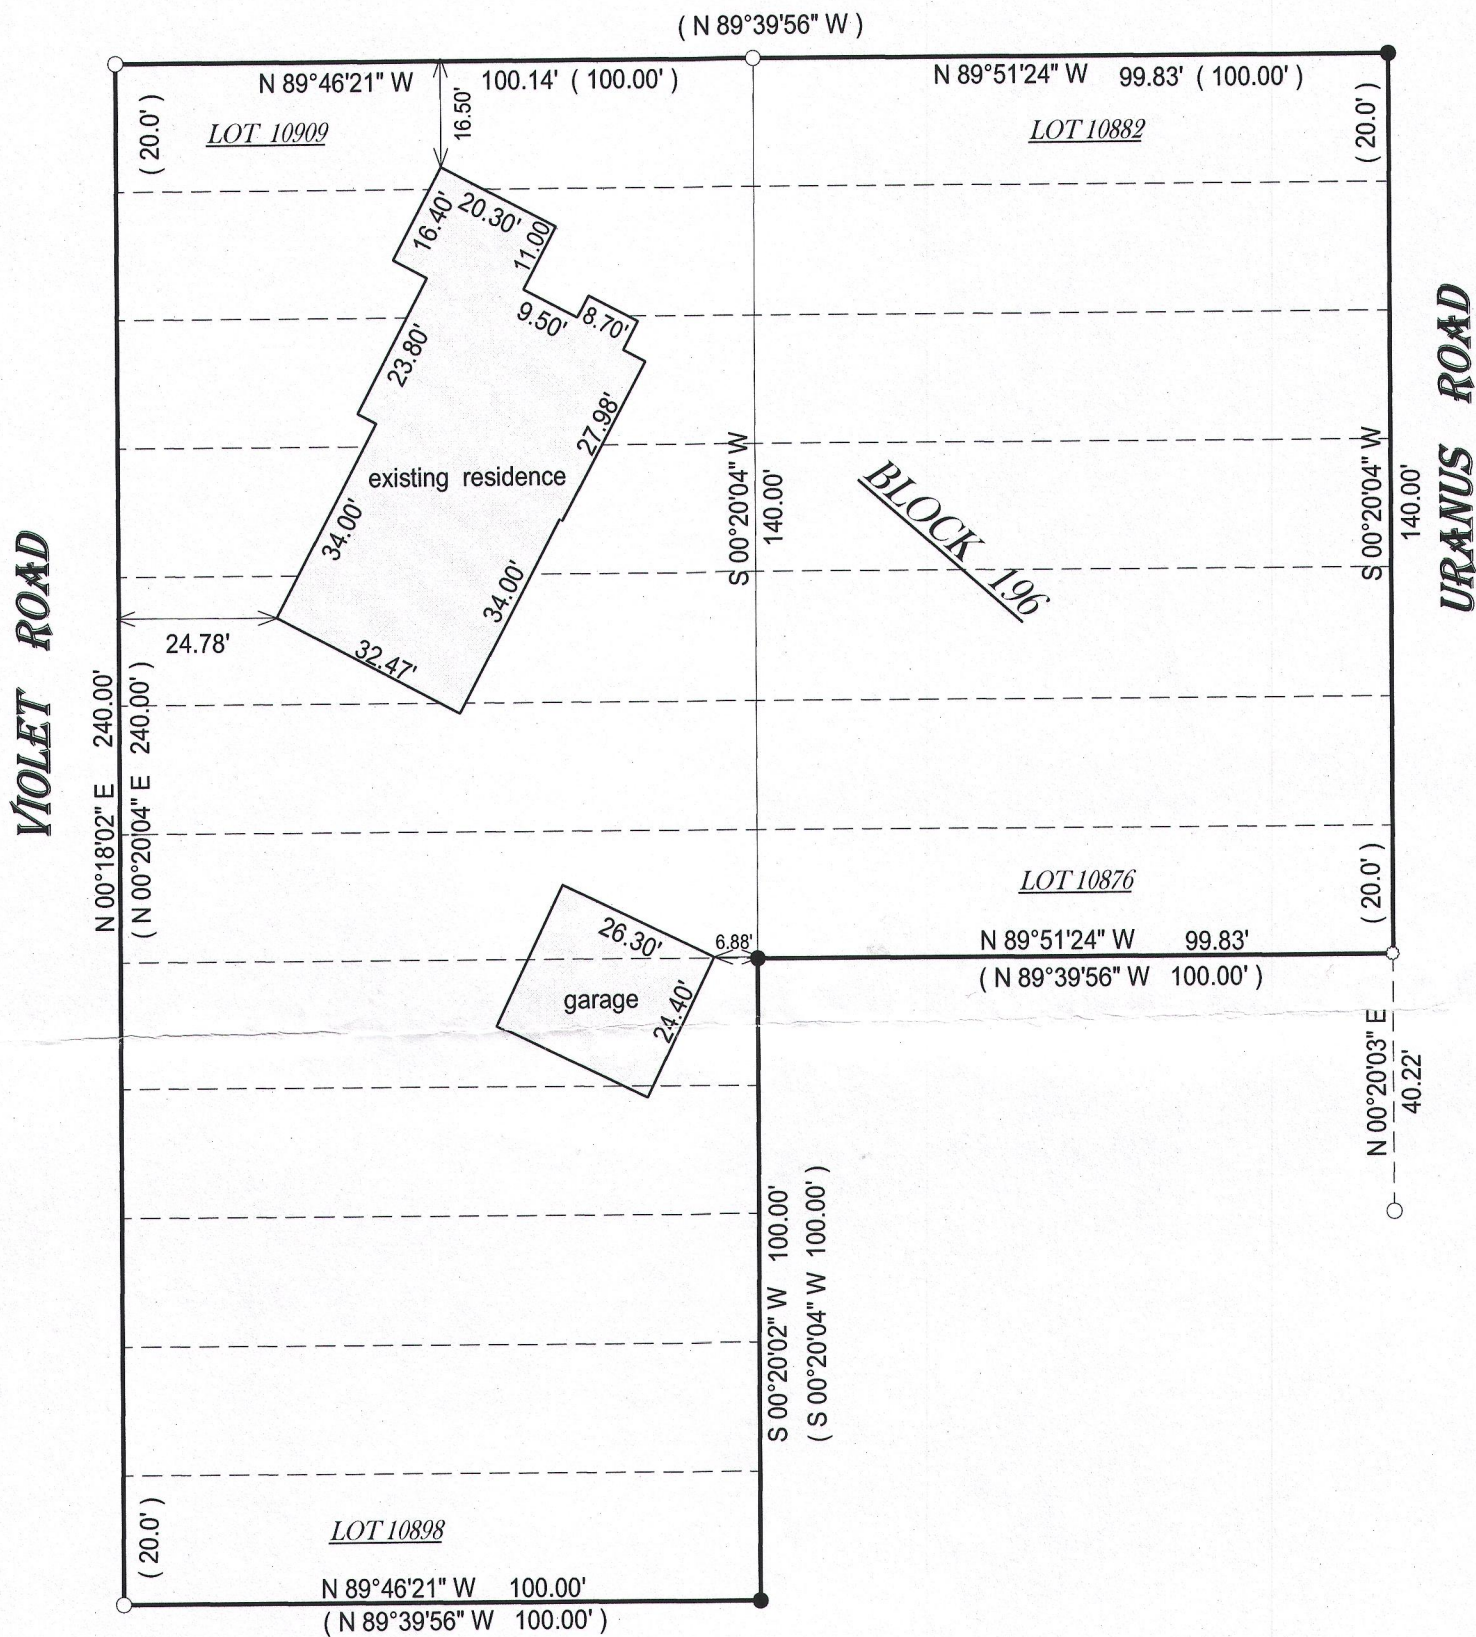 ( N 89°39'56" W )
N 89°46'21" W 100.14' ( 100.00' )
N 89°51'24" W 99.83' ( 100.00' )
( 20.0' )
LOT 10909
16.50'
LOT 10882
( 20.0' )
16.40'
20.30'
11.00
9.50'
8.70'
23.80'
27.98'
existing residence
34.00'
34.00'
32.47'
24.78'
S 00°20'04" W
140.00'
BLOCK 196
S 00°20'04" W
140.00'
URANUS ROAD
VIOLET ROAD
N 00°18'02" E 240.00'
( N 00°20'04" E 240.00' )
LOT 10876
( 20.0' )
26.30'
6.88'
garage
24.40'
N 89°51'24" W 99.83'
( N 89°39'56" W 100.00' )
N 00°20'03" E
40.22'
S 00°20'02" W 100.00'
( S 00°20'04" W 100.00' )
( 20.0' )
LOT 10898
N 89°46'21" W 100.00'
( N 89°39'56" W 100.00' )